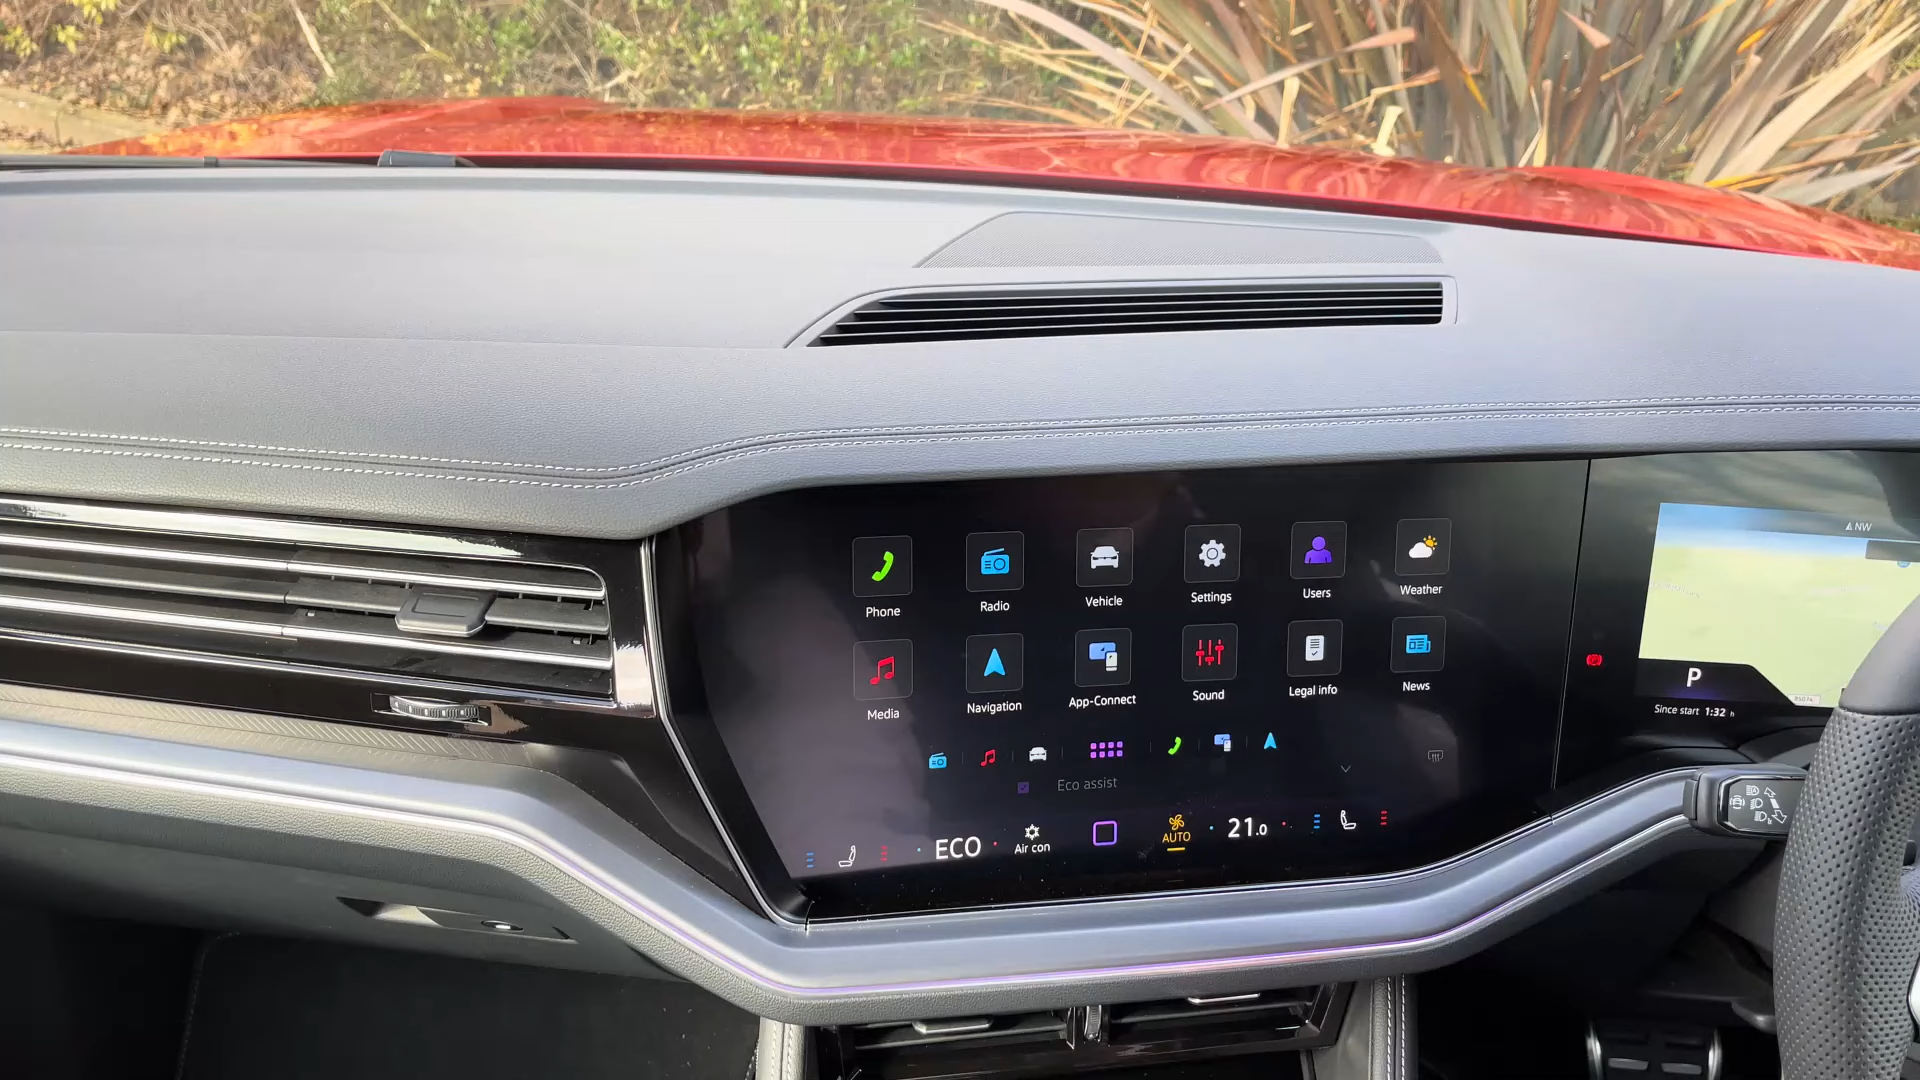 Phone Radio Vehicle Settings Users Weather
Media Navigation App-Connect Sound Legal info News
Eco assist
ECO Air con AUTO 21.0
NW
P
Since start 1:32 h